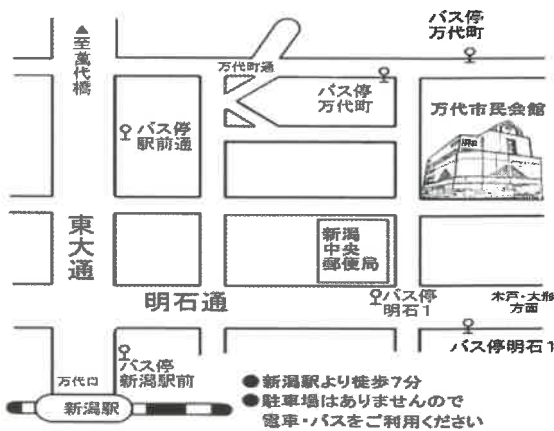 バス停
万代町
▲至萬代橋
万代町通
バス停
万代町
万代市民会館
バス停
駅前通
東大通
新潟
中央
郵便局
明石通
バス停
明石1
木戸・大形
方面
バス停明石1
バス停
新潟駅前
万代口
新潟駅
●新潟駅より徒歩7分
●駐車場はありませんので
電車・バスをご利用ください